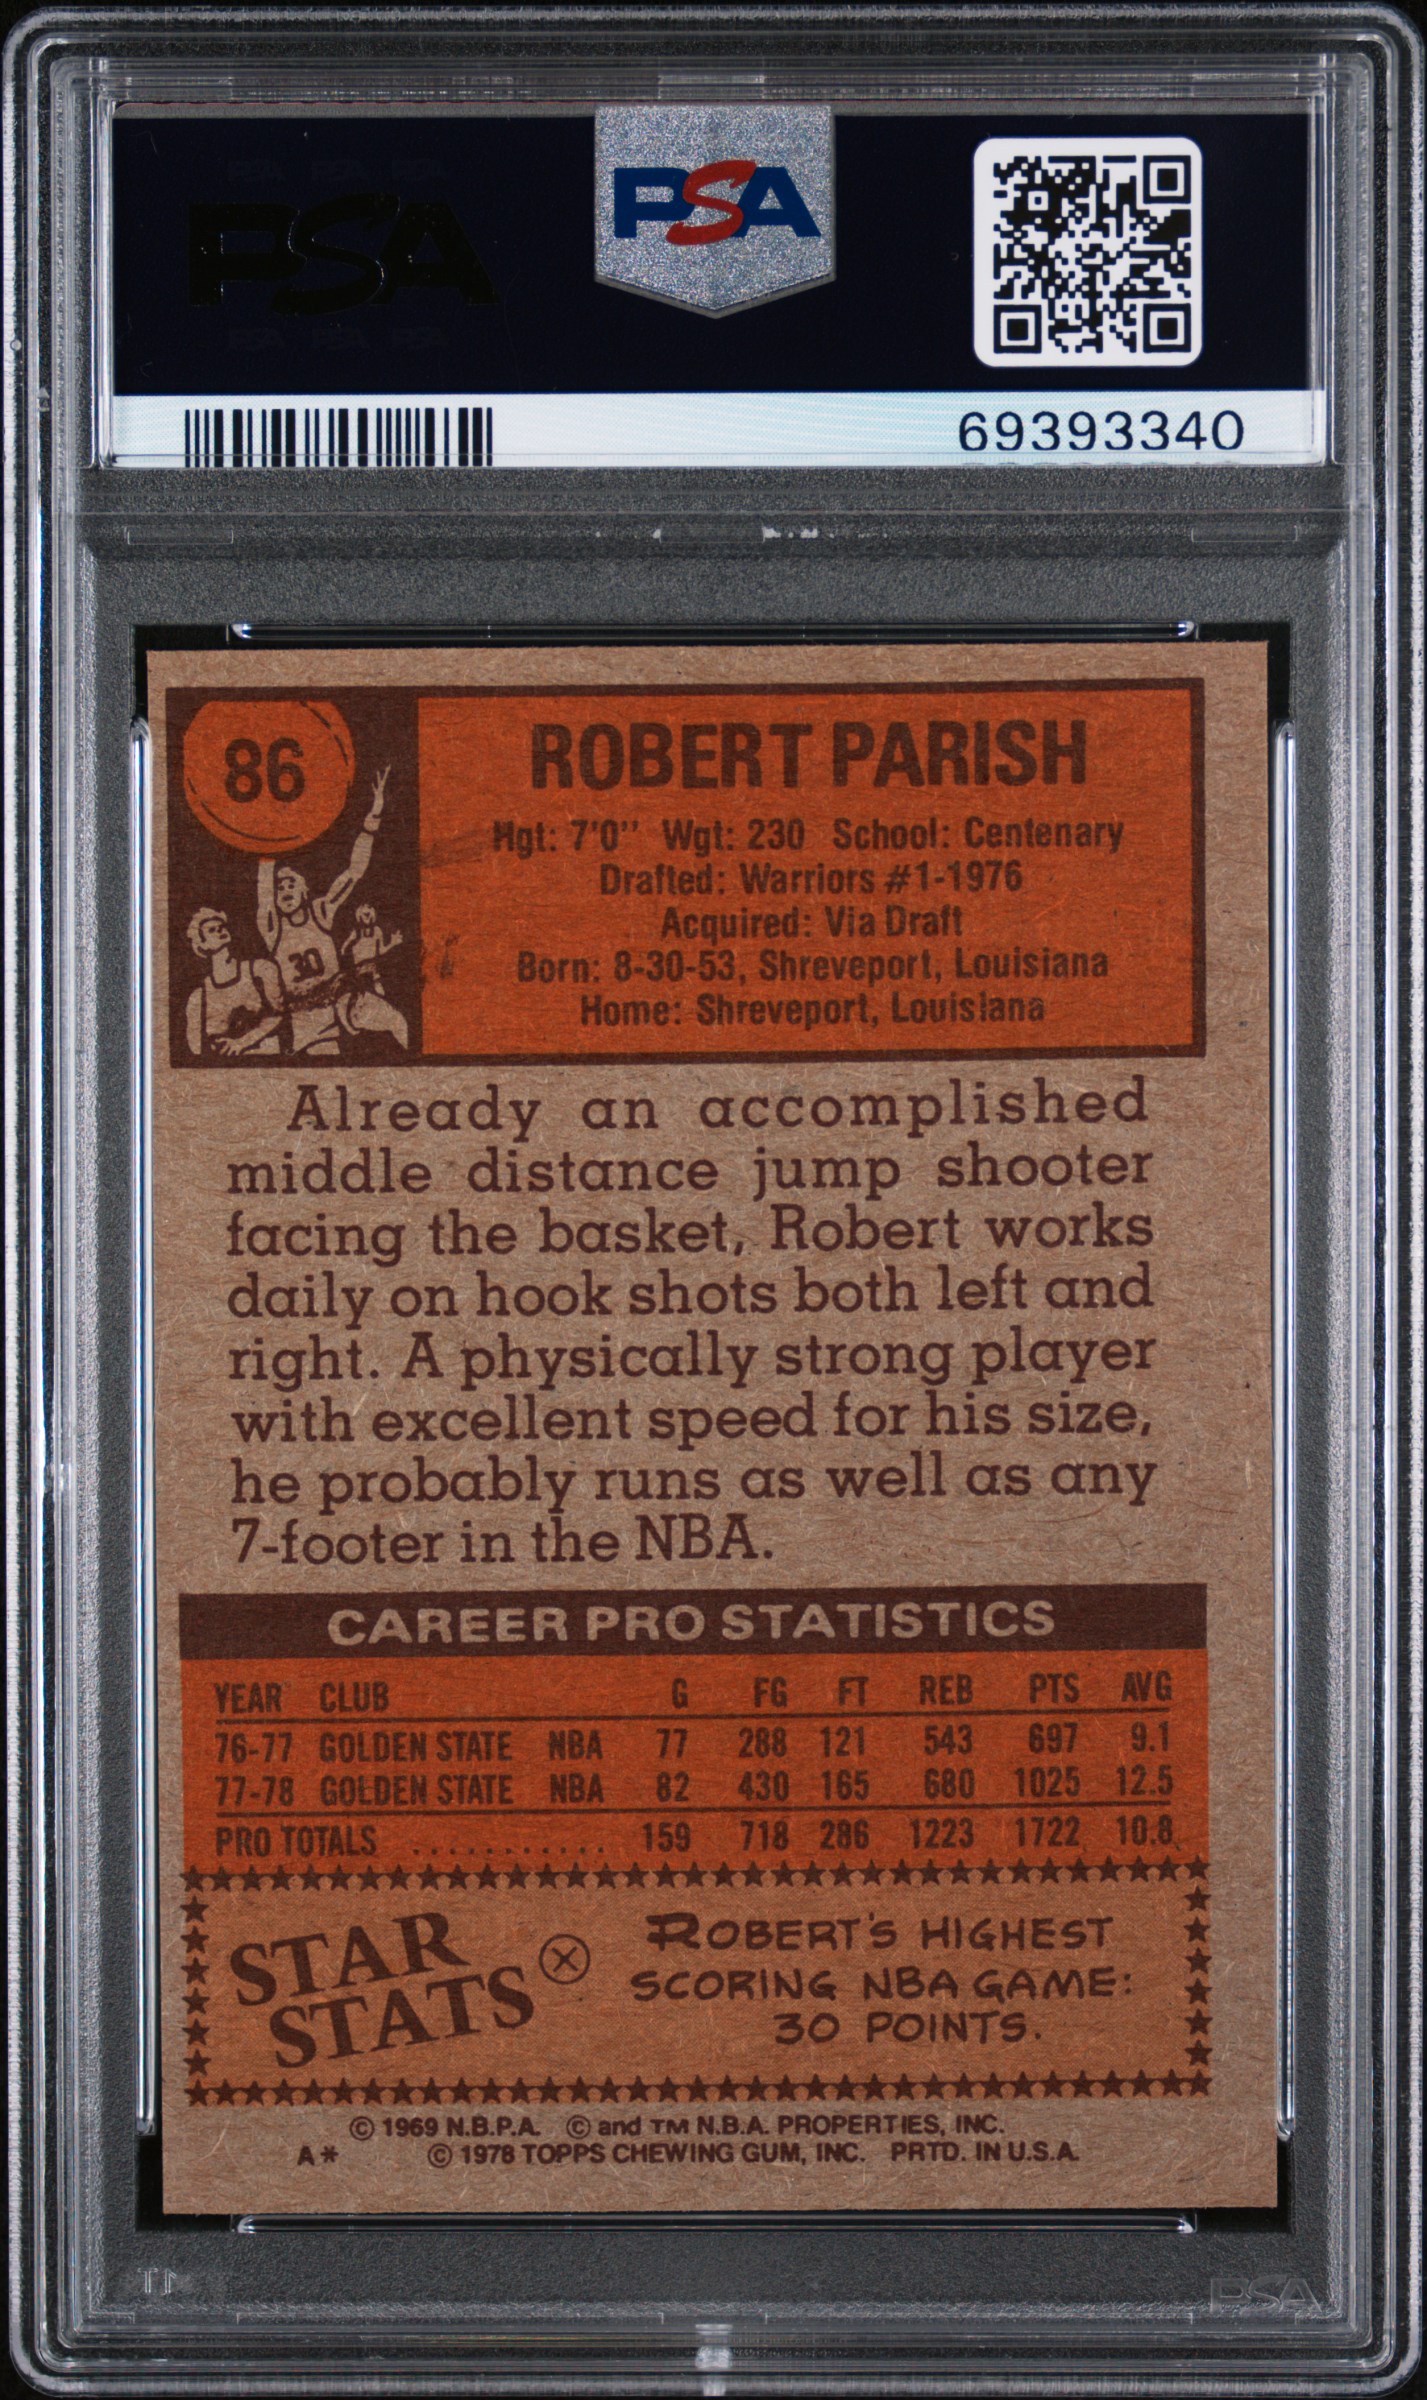 PSA
PSA
69393340
86
ROBERT PARISH
Hgt: 7'0" Wgt: 230 School: Centenary
Drafted: Warriors #1-1976
Acquired: Via Draft
Born: 8-30-53, Shreveport, Louisiana
Home: Shreveport, Louisiana
30
Already an accomplished
middle distance jump shooter
facing the basket, Robert works
daily on hook shots both left and
right. A physically strong player
with excellent speed for his size,
he probably runs as well as any
7-footer in the NBA.
CAREER PRO STATISTICS
YEAR CLUB G FG FT REB PTS AVG
76-77 GOLDEN STATE NBA 77 288 121 543 697 9.1
77-78 GOLDEN STATE NBA 82 430 165 680 1025 12.5
PRO TOTALS ........... 159 718 286 1223 1722 10.8
STAR
STATS
ROBERT'S HIGHEST
SCORING NBA GAME:
30 POINTS.
© 1969 N.B.P.A. © and TM N.B.A. PROPERTIES, INC.
A* © 1978 TOPPS CHEWING GUM, INC. PRTD. IN U.S.A.
PSA